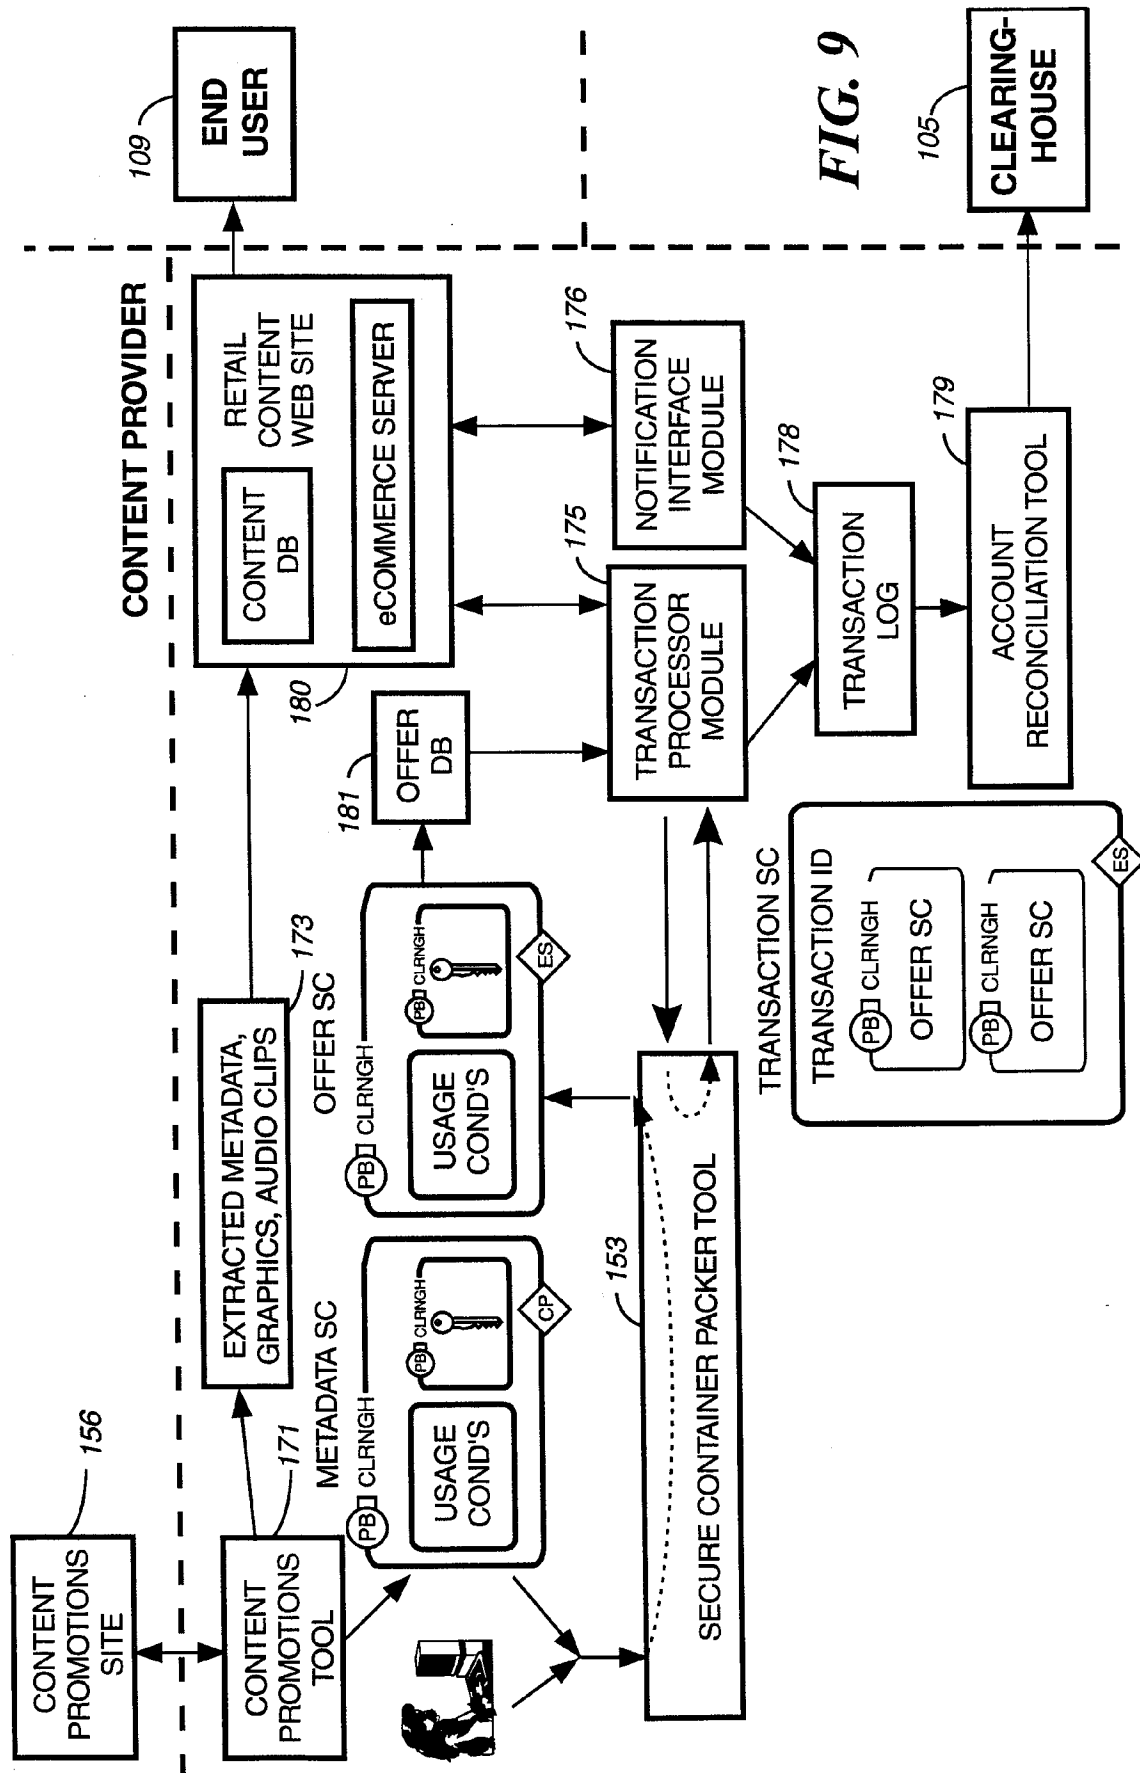 CONTENT
PROMOTIONS
SITE
156
CONTENT PROVIDER
END
USER
109
CONTENT
PROMOTIONS
TOOL
171
EXTRACTED METADATA,
GRAPHICS, AUDIO CLIPS
173
CONTENT
DB
RETAIL
CONTENT
WEB SITE
eCOMMERCE SERVER
180
METADATA SC
PB CLRNGH
USAGE
COND'S
PB CLRNGH
CP
OFFER SC
PB CLRNGH
USAGE
COND'S
PB CLRNGH
ES
181
OFFER
DB
153
SECURE CONTAINER PACKER TOOL
TRANSACTION
PROCESSOR
MODULE
175
NOTIFICATION
INTERFACE
MODULE
176
TRANSACTION SC
TRANSACTION ID
PB CLRNGH
OFFER SC
PB CLRNGH
OFFER SC
ES
TRANSACTION
LOG
178
ACCOUNT
RECONCILIATION TOOL
179
FIG. 9
105
CLEARING-
HOUSE